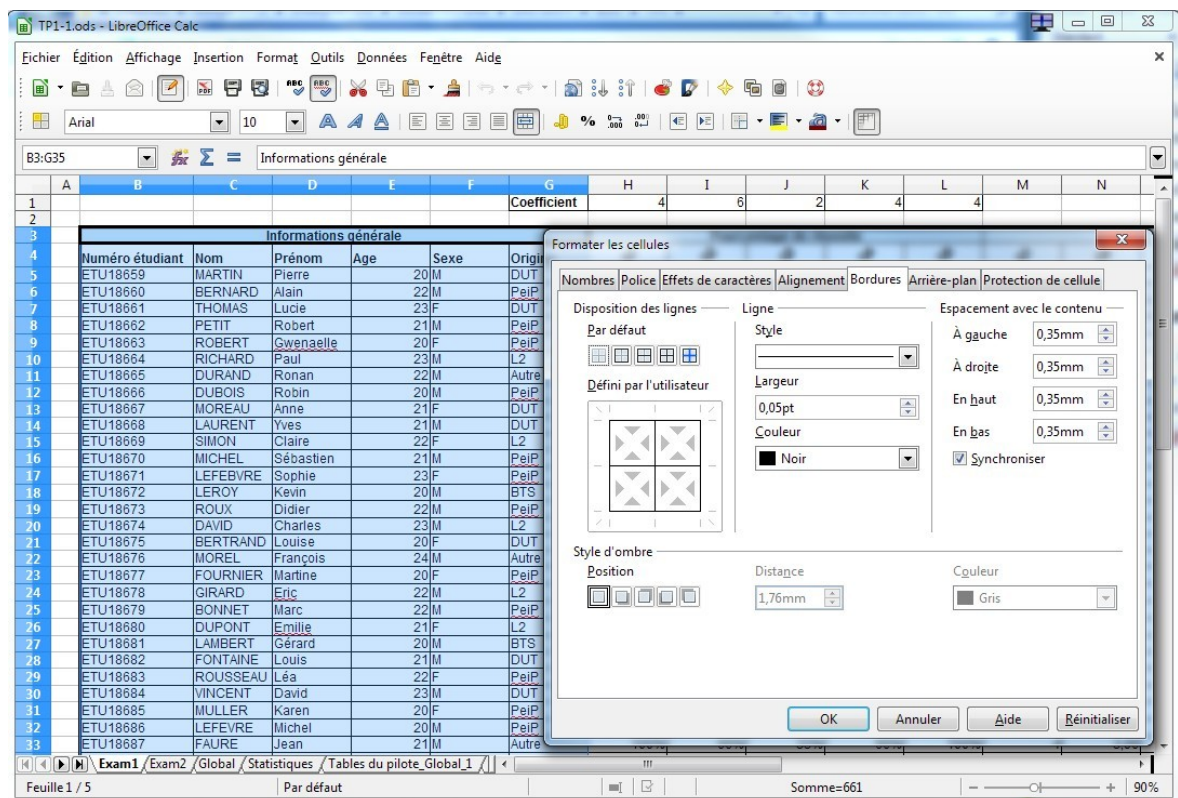 TP1-1.ods - LibreOffice Calc
Fichier Édition Affichage Insertion Format Outils Données Fenêtre Aide
Arial 10
B3:G35 Informations générale
A B C D E F G H I J K L M N
1 Coefficient 4 6 2 4 4
2
3 Informations générale
4 Numéro étudiant Nom Prénom Age Sexe
5 ETU18659 MARTIN Pierre 20 M DUT
6 ETU18660 BERNARD Alain 22 M PeiP
7 ETU18661 THOMAS Lucie 23 F DUT
8 ETU18662 PETIT Robert 21 M PeiP
9 ETU18663 ROBERT Gwenaelle 20 F PeiP
10 ETU18664 RICHARD Paul 23 M L2
11 ETU18665 DURAND Ronan 22 M Autre
12 ETU18666 DUBOIS Robin 20 M PeiP
13 ETU18667 MOREAU Anne 21 F DUT
14 ETU18668 LAURENT Yves 21 M DUT
15 ETU18669 SIMON Claire 22 F L2
16 ETU18670 MICHEL Sébastien 21 M PeiP
17 ETU18671 LEFEBVRE Sophie 23 F PeiP
18 ETU18672 LEROY Kevin 20 M BTS
19 ETU18673 ROUX Didier 22 M PeiP
20 ETU18674 DAVID Charles 23 M L2
21 ETU18675 BERTRAND Louise 20 F DUT
22 ETU18676 MOREL François 24 M Autre
23 ETU18677 FOURNIER Martine 20 F PeiP
24 ETU18678 GIRARD Eric 22 M L2
25 ETU18679 BONNET Marc 22 M PeiP
26 ETU18680 DUPONT Emilie 21 F L2
27 ETU18681 LAMBERT Gérard 20 M BTS
28 ETU18682 FONTAINE Louis 21 M DUT
29 ETU18683 ROUSSEAU Léa 22 F PeiP
30 ETU18684 VINCENT David 23 M DUT
31 ETU18685 MULLER Karen 20 F PeiP
32 ETU18686 LEFEVRE Michel 20 M PeiP
33 ETU18687 FAURE Jean 21 M Autre
Formater les cellules
Nombres Police Effets de caractères Alignement Bordures Arrière-plan Protection de cellule
Disposition des lignes Ligne Espacement avec le contenu
Par défaut Style À gauche 0,35mm
À droite 0,35mm
Défini par l'utilisateur Largeur
0,05pt En haut 0,35mm
Couleur En bas 0,35mm
Noir Synchroniser
Style d'ombre
Position Distance Couleur
1,76mm Gris
OK Annuler Aide Réinitialiser
Exam1 Exam2 Global Statistiques Tables du pilote_Global_1
Feuille 1 / 5 Par défaut Somme=661 90%